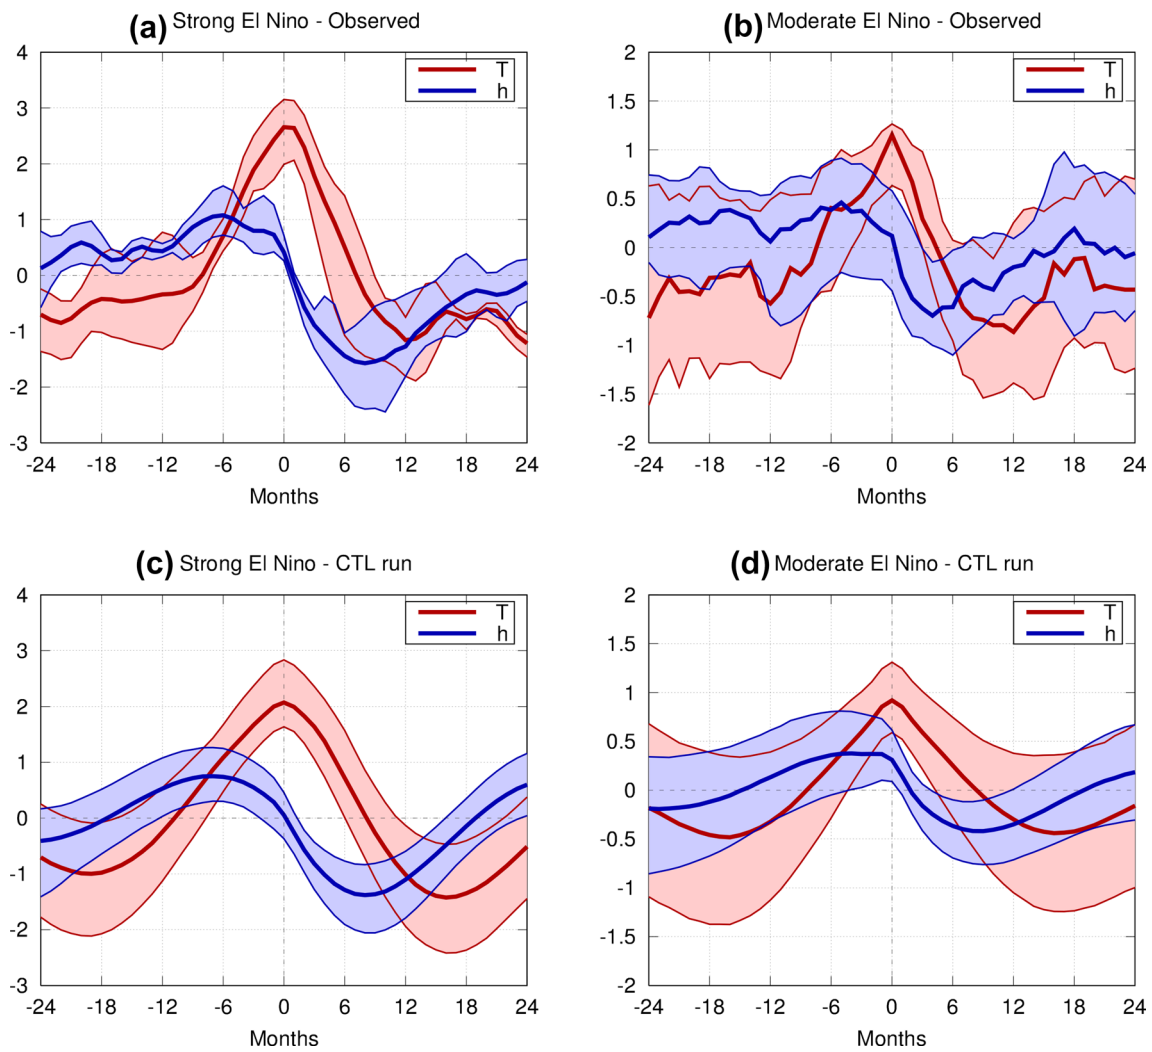 (a) Strong El Nino - Observed
T
h
4
3
2
1
0
-1
-2
-3
-24 -18 -12 -6 0 6 12 18 24
Months
(b) Moderate El Nino - Observed
T
h
2
1.5
1
0.5
0
-0.5
-1
-1.5
-2
-24 -18 -12 -6 0 6 12 18 24
Months
(c) Strong El Nino - CTL run
T
h
4
3
2
1
0
-1
-2
-3
-24 -18 -12 -6 0 6 12 18 24
Months
(d) Moderate El Nino - CTL run
T
h
2
1.5
1
0.5
0
-0.5
-1
-1.5
-2
-24 -18 -12 -6 0 6 12 18 24
Months